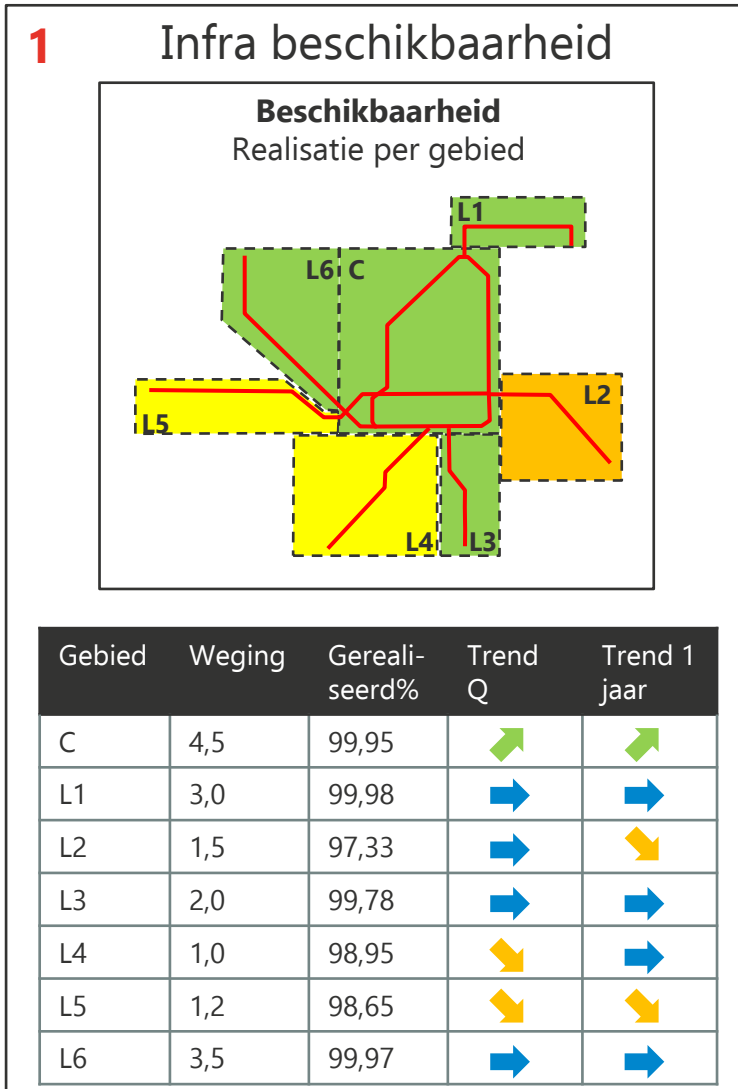 1 Infra beschikbaarheid
Beschikbaarheid
Realisatie per gebied
L1
L6 C
L2
L5
L4 L3
Gebied Weging Gereali- Trend Trend 1
seerd% Q jaar
C 4,5 99,95
L1 3,0 99,98
L2 1,5 97,33
L3 2,0 99,78
L4 1,0 98,95
L5 1,2 98,65
L6 3,5 99,97